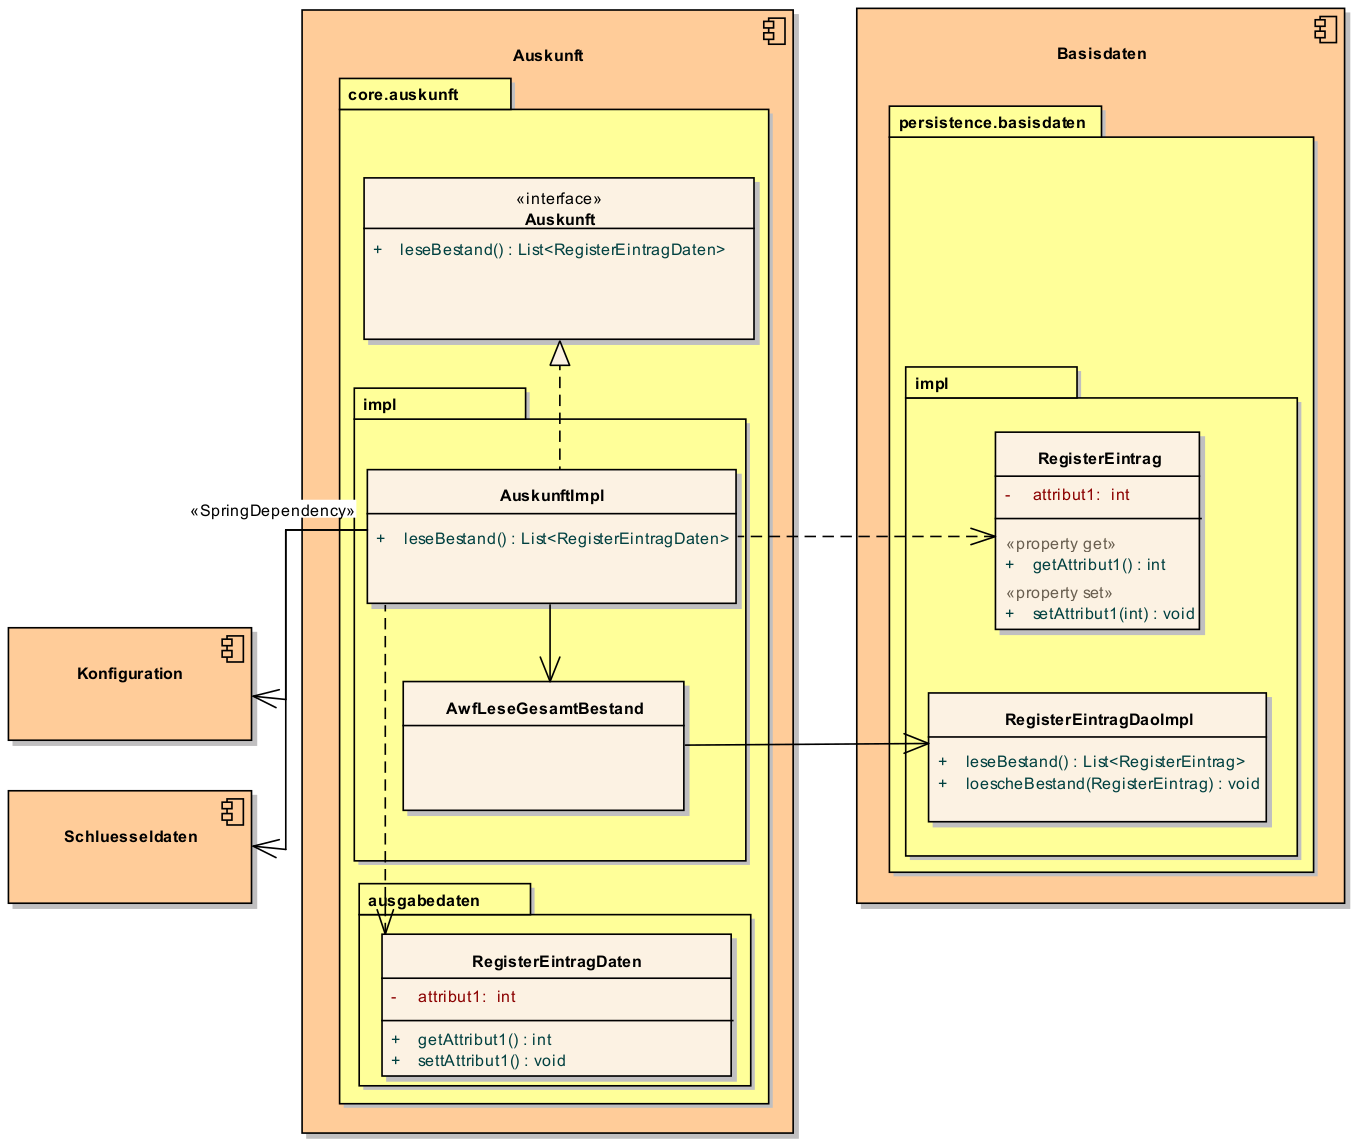 Auskunft
core.auskunft
«interface»
Auskunft
+ leseBestand() : List<RegisterEintragDaten>
impl
AuskunftImpl
+ leseBestand() : List<RegisterEintragDaten>
«SpringDependency»
AwfLeseGesamtBestand
ausgabedaten
RegisterEintragDaten
- attribut1: int
+ getAttribut1() : int
+ settAttribut1() : void
Konfiguration
Schluesseldaten
Basisdaten
persistence.basisdaten
impl
RegisterEintrag
- attribut1: int
«property get»
+ getAttribut1() : int
«property set»
+ setAttribut1(int) : void
RegisterEintragDaoImpl
+ leseBestand() : List<RegisterEintrag>
+ loescheBestand(RegisterEintrag) : void